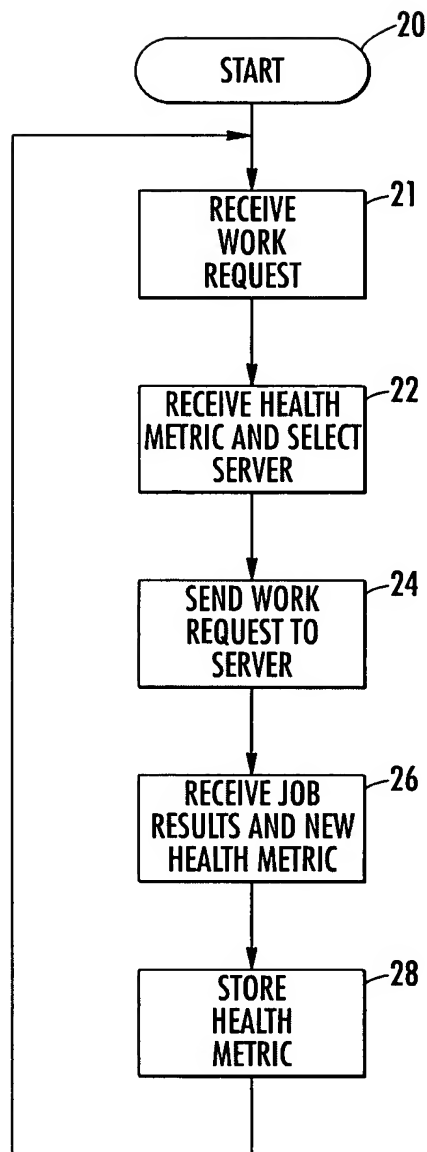 20
START
21
RECEIVE
WORK
REQUEST
22
RECEIVE HEALTH
METRIC AND SELECT
SERVER
24
SEND WORK
REQUEST TO
SERVER
26
RECEIVE JOB
RESULTS AND NEW
HEALTH METRIC
28
STORE
HEALTH
METRIC